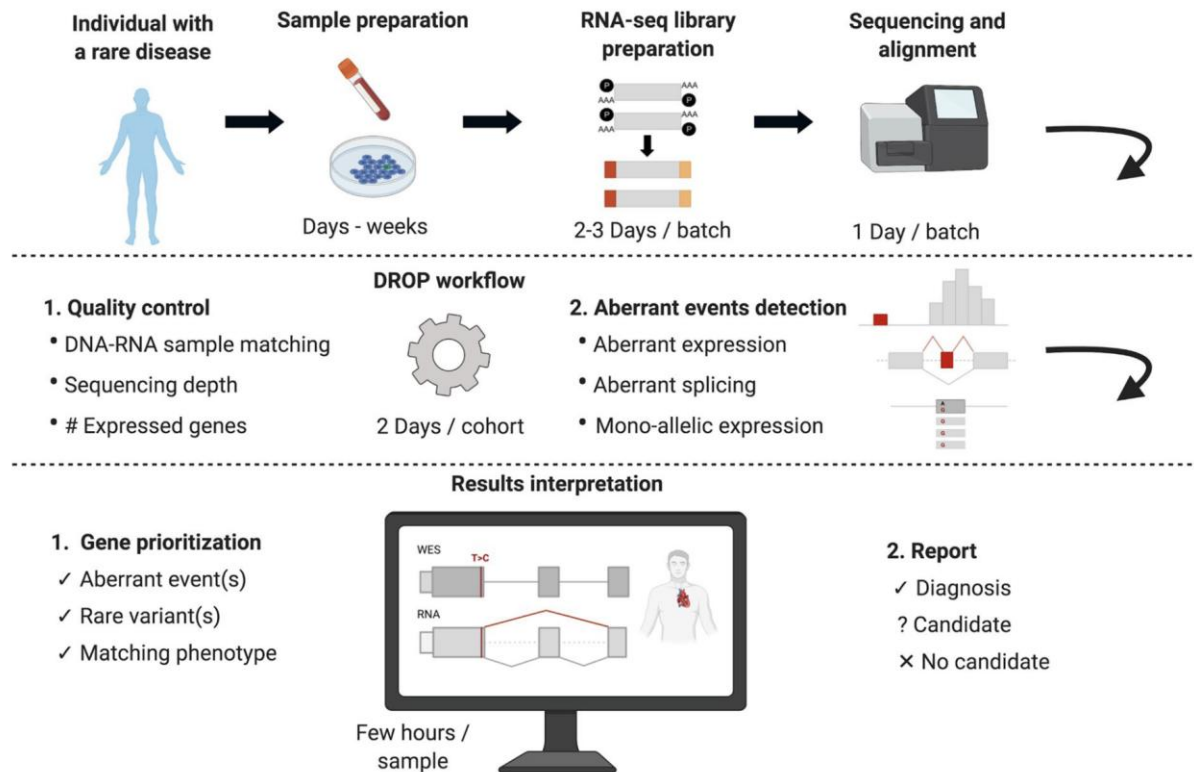 Individual with
a rare disease
Sample preparation
Days - weeks
RNA-seq library
preparation
P
AAA
AAA
P
P
AAA
AAA
P
2-3 Days / batch
Sequencing and
alignment
1 Day / batch
DROP workflow
1. Quality control
• DNA-RNA sample matching
• Sequencing depth
• # Expressed genes
2 Days / cohort
2. Aberrant events detection
• Aberrant expression
• Aberrant splicing
• Mono-allelic expression
A
G
G
G
G
Results interpretation
1. Gene prioritization
✓ Aberrant event(s)
✓ Rare variant(s)
✓ Matching phenotype
WES
T>C
RNA
Few hours /
sample
2. Report
✓ Diagnosis
? Candidate
✕ No candidate